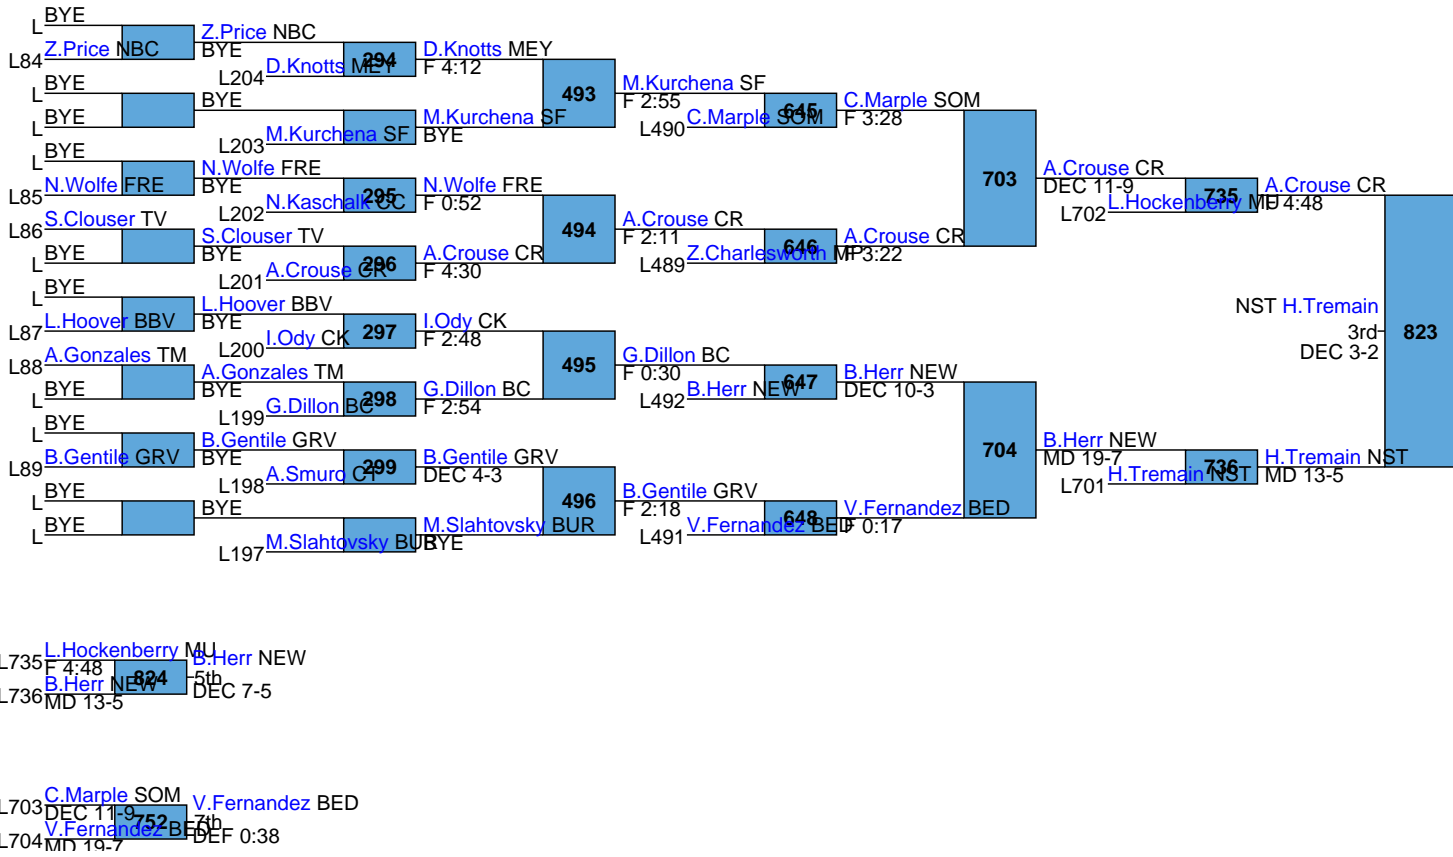 BYE
L
Z.Price NBC
L84
Z.Price NBC
BYE
294
D.Knotts MEY
L204
D.Knotts MEY
F 4:12
BYE
L
BYE
L
BYE
M.Kurchena SF
L203
M.Kurchena SF
BYE
493
M.Kurchena SF
F 2:55
645
C.Marple SOM
L490
C.Marple SOM
F 3:28
BYE
L
N.Wolfe FRE
L85
N.Wolfe FRE
BYE
295
N.Kaschalk CC
L202
N.Wolfe FRE
F 0:52
S.Clouser TV
L86
BYE
L
S.Clouser TV
BYE
296
A.Crouse CR
L201
A.Crouse CR
F 4:30
494
A.Crouse CR
F 2:11
646
Z.Charlesworth MP
L489
A.Crouse CR
F 3:22
703
A.Crouse CR
DEC 11-9
735
L.Hockenberry MU
L702
A.Crouse CR
F 4:48
BYE
L
L.Hoover BBV
L87
L.Hoover BBV
BYE
297
I.Ody CK
L200
I.Ody CK
F 2:48
A.Gonzales TM
L88
BYE
L
A.Gonzales TM
BYE
298
G.Dillon BC
L199
G.Dillon BC
F 2:54
495
G.Dillon BC
F 0:30
647
B.Herr NEW
L492
B.Herr NEW
DEC 10-3
BYE
L
B.Gentile GRV
L89
B.Gentile GRV
BYE
299
A.Smuro CT
L198
B.Gentile GRV
DEC 4-3
BYE
L
BYE
L
BYE
M.Slahtovsky BUR
L197
M.Slahtovsky BUR
BYE
496
B.Gentile GRV
F 2:18
648
V.Fernandez BED
L491
V.Fernandez BED
F 0:17
704
B.Herr NEW
MD 19-7
736
H.Tremain NST
L701
H.Tremain NST
MD 13-5
NST H.Tremain
3rd
DEC 3-2
823
L.Hockenberry MU
L735
F 4:48
B.Herr NEW
L736
MD 13-5
824
B.Herr NEW
5th
DEC 7-5
C.Marple SOM
L703
DEC 11-9
V.Fernandez BED
L704
MD 19-7
752
V.Fernandez BED
7th
DEF 0:38